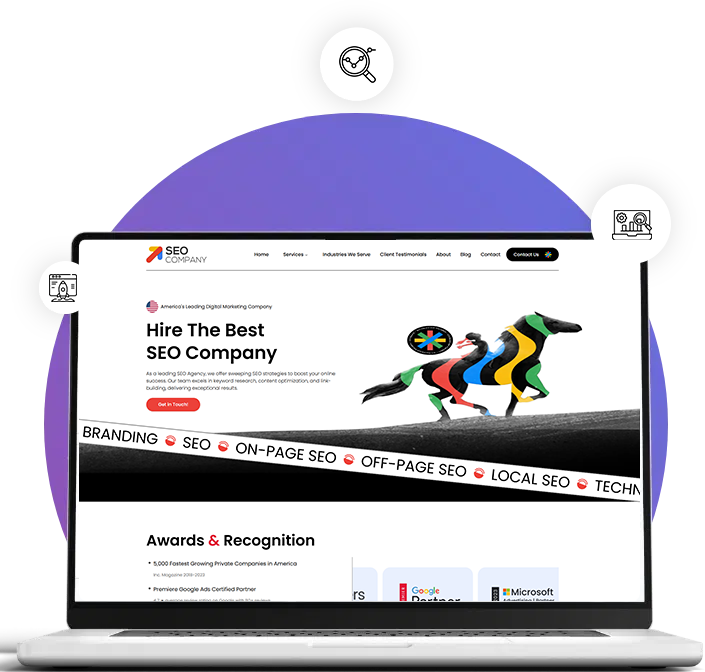 SEO
COMPANY
Home
Services
Industries We Serve
Client Testimonials
About
Blog
Contact
Contact Us
America's Leading Digital Marketing Company
Hire The Best
SEO Company
As a leading SEO Agency, we offer sweeping SEO strategies to boost your online
success. Our team excels in keyword research, content optimization, and link-
building, delivering exceptional results.
Get in Touch!
BRANDING SEO ON-PAGE SEO OFF-PAGE SEO LOCAL SEO TECHN
Awards & Recognition
5,000 Fastest Growing Private Companies in America
Inc. Magazine 2019-2023
Premiere Google Ads Certified Partner
rs
Google
Partner
Microsoft